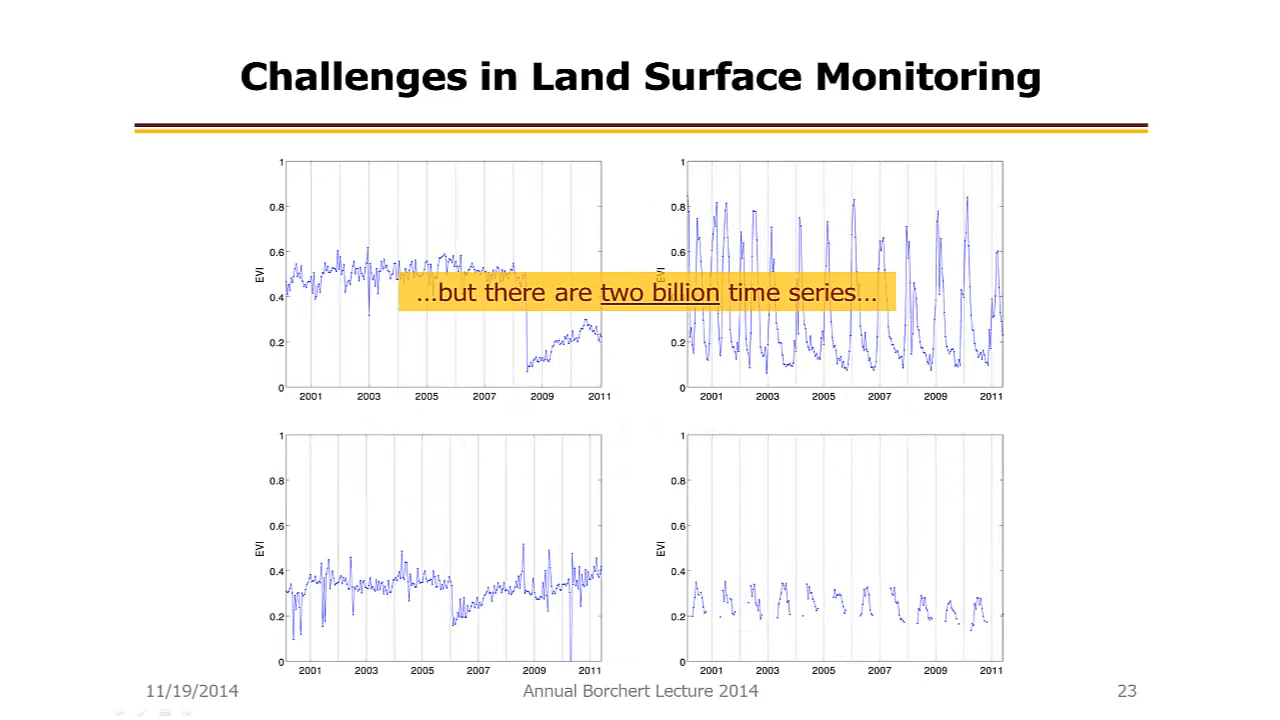 Challenges in Land Surface Monitoring
1
0.8
0.6
0.4
0.2
0
EVI
2001 2003 2005 2007 2009 2011
1
0.8
0.6
0.4
0.2
0
EVI
2001 2003 2005 2007 2009 2011
...but there are two billion time series...
1
0.8
0.6
0.4
0.2
0
EVI
2001 2003 2005 2007 2009 2011
1
0.8
0.6
0.4
0.2
0
EVI
2001 2003 2005 2007 2009 2011
11/19/2014 Annual Borchert Lecture 2014 23